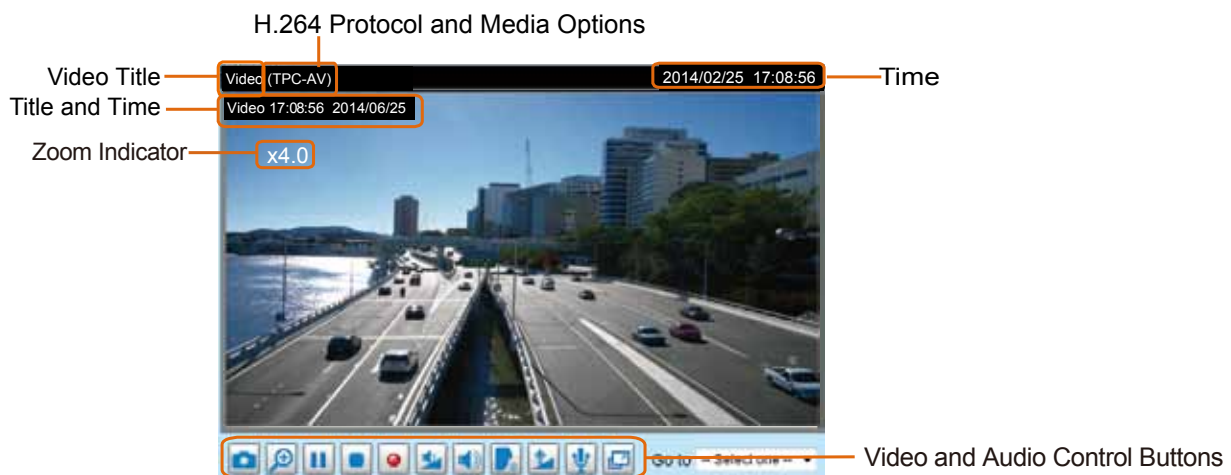 H.264 Protocol and Media Options
Video Title
Video (TPC-AV)
2014/02/25 17:08:56
Time
Title and Time
Video 17:08:56 2014/06/25
Zoom Indicator
x4.0
Go to
-- Select one --
Video and Audio Control Buttons